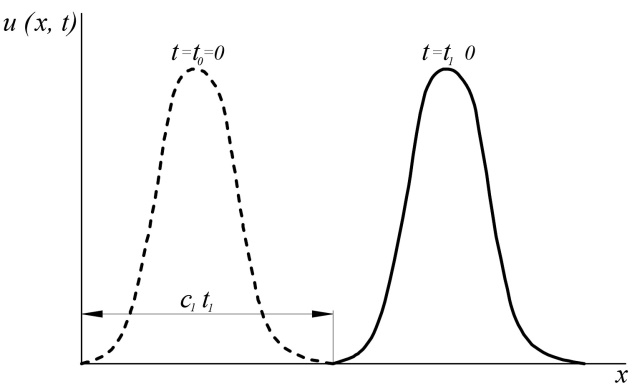 u (x, t)
t=t₀=0 t=t₁ 0
c₁ t₁
x